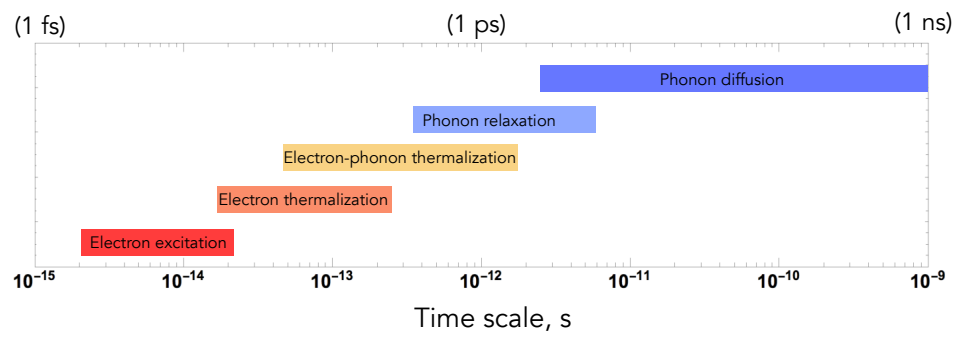 (1 fs)
(1 ps)
(1 ns)
Phonon diffusion
Phonon relaxation
Electron-phonon thermalization
Electron thermalization
Electron excitation
10⁻¹⁵
10⁻¹⁴
10⁻¹³
10⁻¹²
10⁻¹¹
10⁻¹⁰
10⁻⁹
Time scale, s